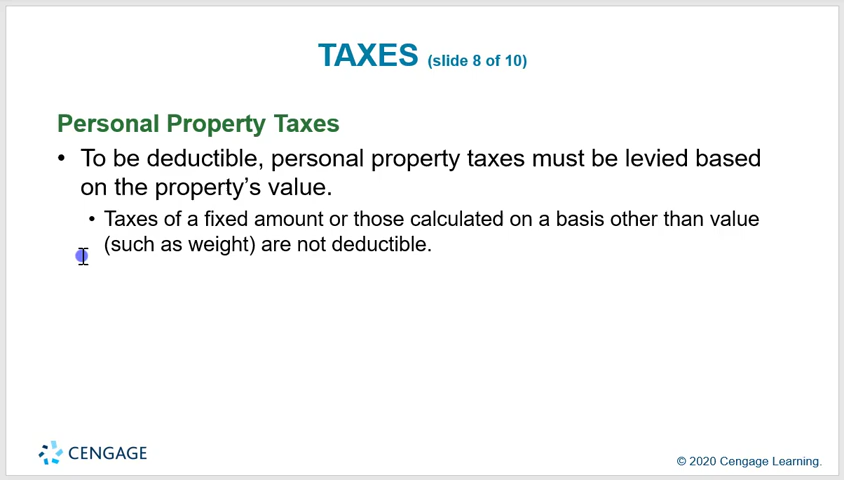 TAXES (slide 8 of 10)
Personal Property Taxes
• To be deductible, personal property taxes must be levied based
on the property’s value.
• Taxes of a fixed amount or those calculated on a basis other than value
(such as weight) are not deductible.
CENGAGE
© 2020 Cengage Learning.